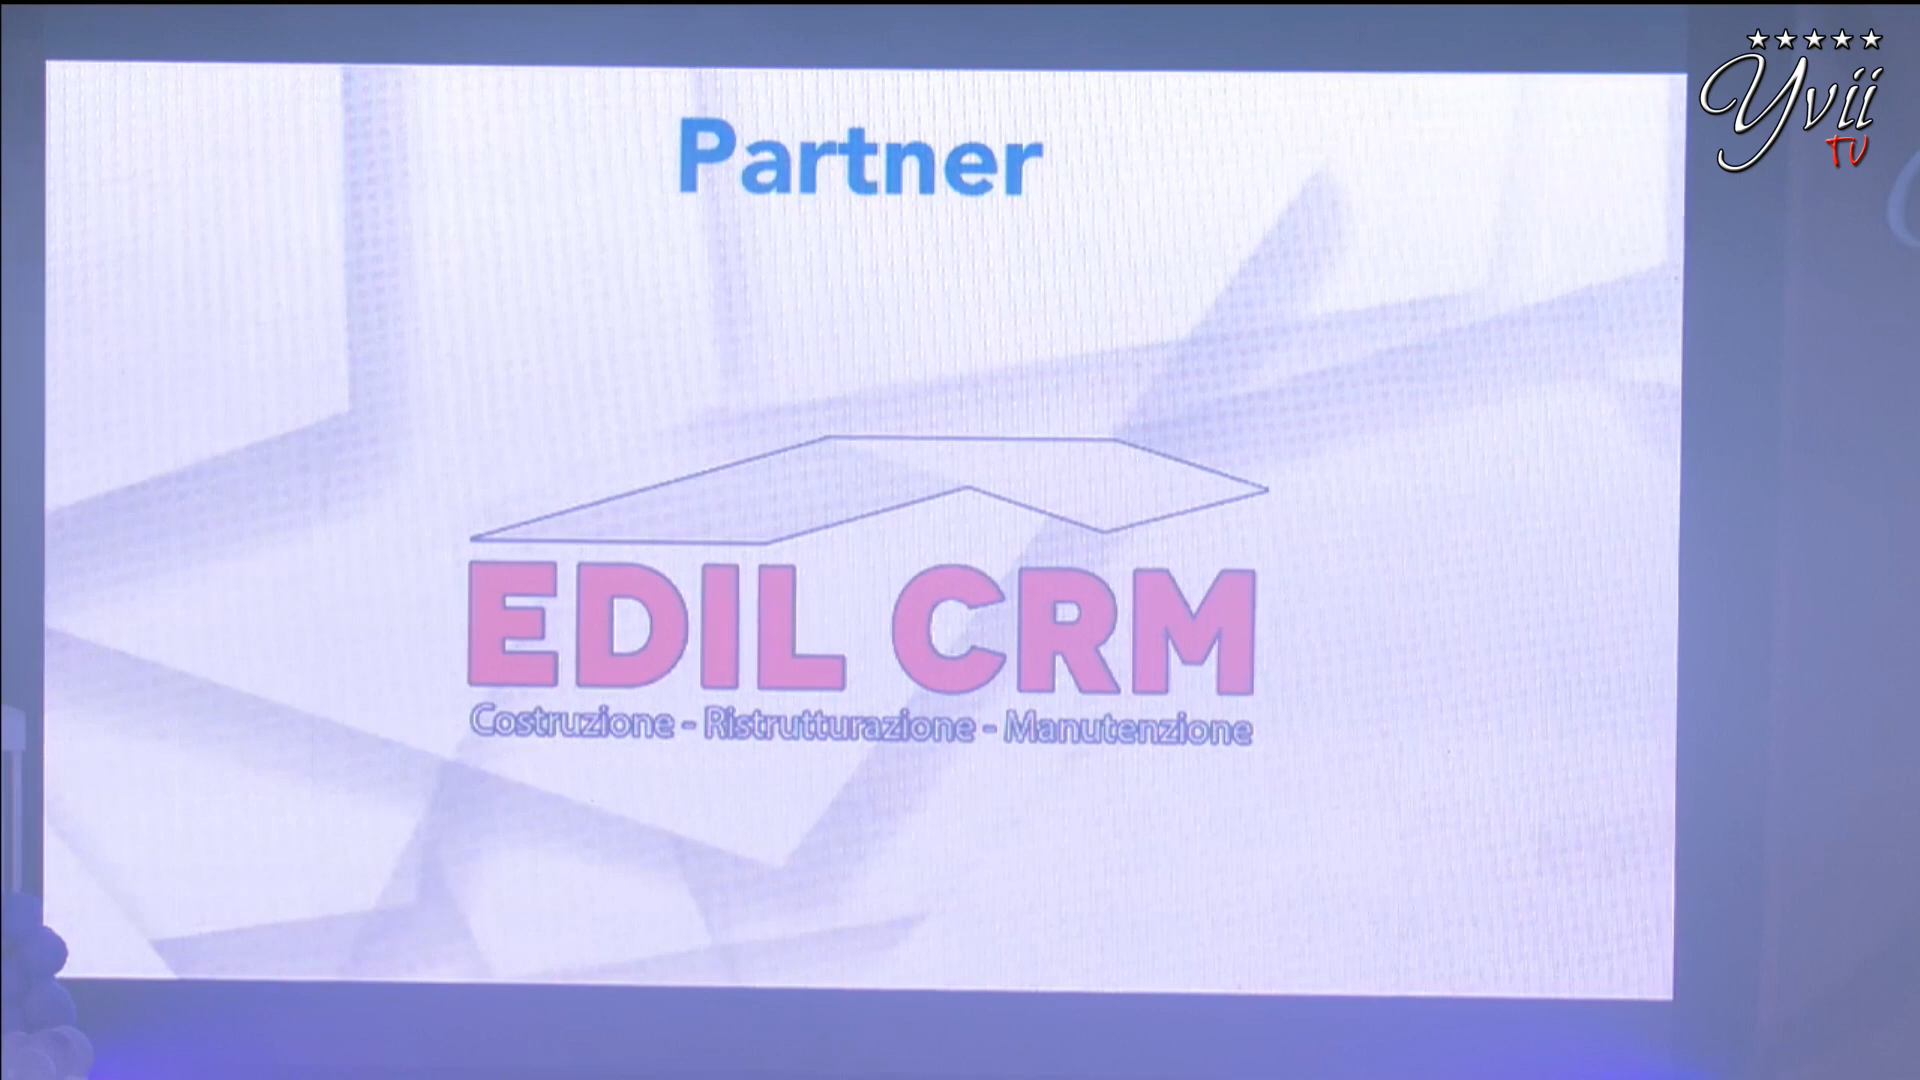 Partner
EDIL CRM
Costruzione - Ristrutturazione - Manutenzione
Yvii
TV